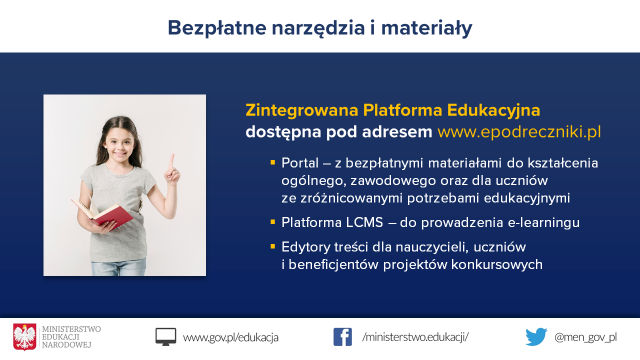 Bezpłatne narzędzia i materiały
Zintegrowana Platforma Edukacyjna
dostępna pod adresem www.epodreczniki.pl
Portal – z bezpłatnymi materiałami do kształcenia
ogólnego, zawodowego oraz dla uczniów
ze zróżnicowanymi potrzebami edukacyjnymi
Platforma LCMS – do prowadzenia e-learningu
Edytory treści dla nauczycieli, uczniów
i beneficjentów projektów konkursowych
MINISTERSTWO
EDUKACJI
NARODOWEJ
www.gov.pl/edukacja
/ministerstwo.edukacji/
@men_gov_pl